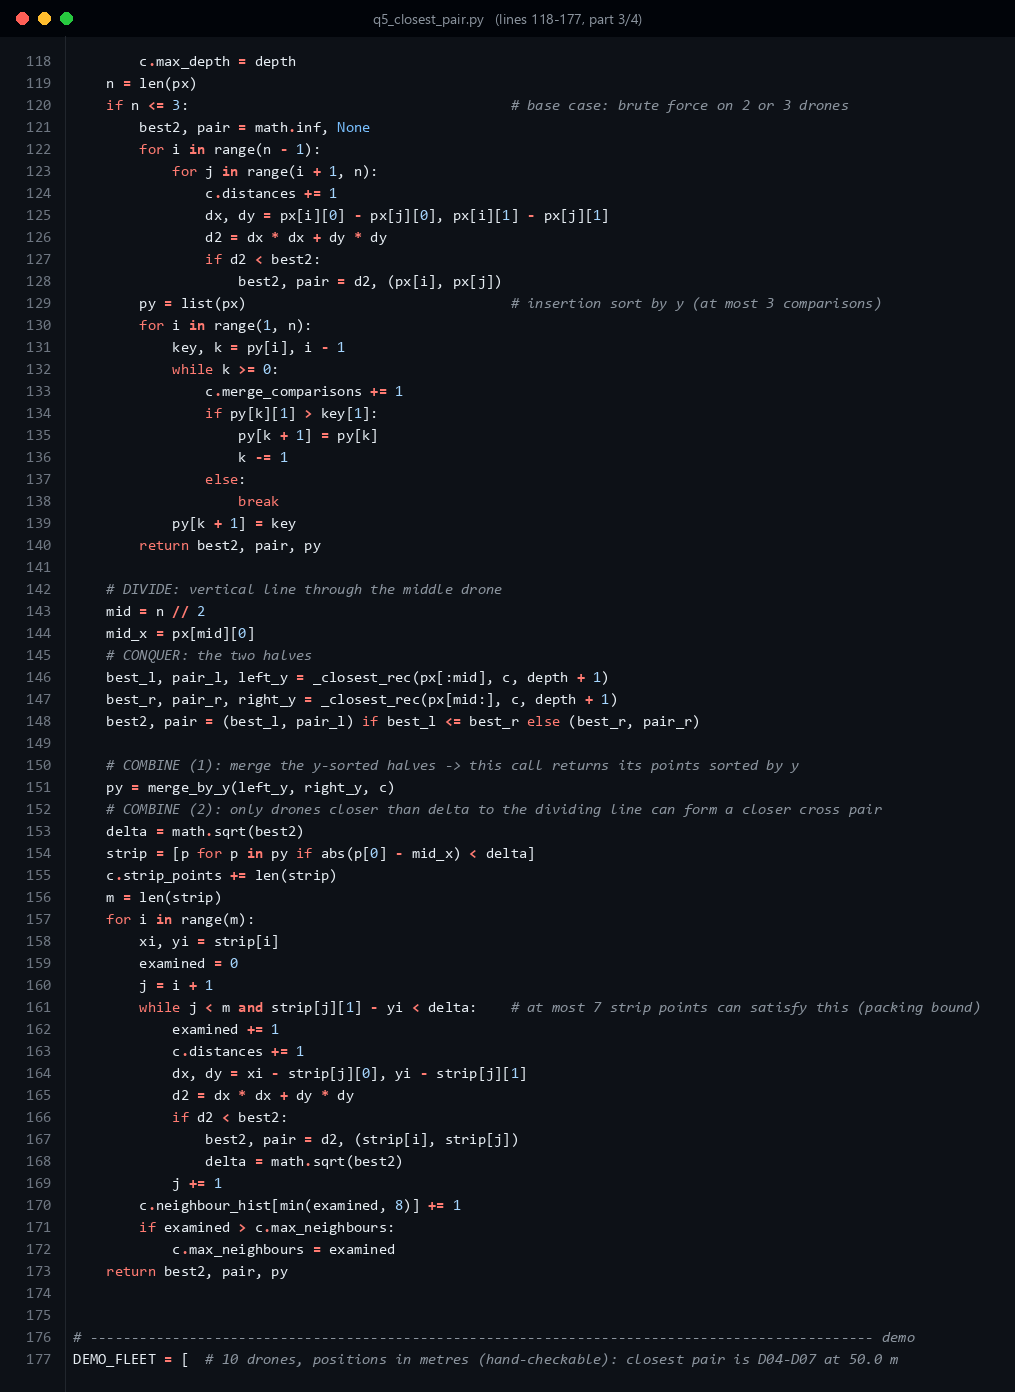 q5_closest_pair.py   (lines 118-177, part 3/4)
118         c.max_depth = depth
119     n = len(px)
120     if n <= 3:                                       # base case: brute force on 2 or 3 drones
121         best2, pair = math.inf, None
122         for i in range(n - 1):
123             for j in range(i + 1, n):
124                 c.distances += 1
125                 dx, dy = px[i][0] - px[j][0], px[i][1] - px[j][1]
126                 d2 = dx * dx + dy * dy
127                 if d2 < best2:
128                     best2, pair = d2, (px[i], px[j])
129         py = list(px)                                # insertion sort by y (at most 3 comparisons)
130         for i in range(1, n):
131             key, k = py[i], i - 1
132             while k >= 0:
133                 c.merge_comparisons += 1
134                 if py[k][1] > key[1]:
135                     py[k + 1] = py[k]
136                     k -= 1
137                 else:
138                     break
139             py[k + 1] = key
140         return best2, pair, py
141
142     # DIVIDE: vertical line through the middle drone
143     mid = n // 2
144     mid_x = px[mid][0]
145     # CONQUER: the two halves
146     best_l, pair_l, left_y = _closest_rec(px[:mid], c, depth + 1)
147     best_r, pair_r, right_y = _closest_rec(px[mid:], c, depth + 1)
148     best2, pair = (best_l, pair_l) if best_l <= best_r else (best_r, pair_r)
149
150     # COMBINE (1): merge the y-sorted halves -> this call returns its points sorted by y
151     py = merge_by_y(left_y, right_y, c)
152     # COMBINE (2): only drones closer than delta to the dividing line can form a closer cross pair
153     delta = math.sqrt(best2)
154     strip = [p for p in py if abs(p[0] - mid_x) < delta]
155     c.strip_points += len(strip)
156     m = len(strip)
157     for i in range(m):
158         xi, yi = strip[i]
159         examined = 0
160         j = i + 1
161         while j < m and strip[j][1] - yi < delta:    # at most 7 strip points can satisfy this (packing bound)
162             examined += 1
163             c.distances += 1
164             dx, dy = xi - strip[j][0], yi - strip[j][1]
165             d2 = dx * dx + dy * dy
166             if d2 < best2:
167                 best2, pair = d2, (strip[i], strip[j])
168                 delta = math.sqrt(best2)
169             j += 1
170         c.neighbour_hist[min(examined, 8)] += 1
171         if examined > c.max_neighbours:
172             c.max_neighbours = examined
173     return best2, pair, py
174
175
176 # ----------------------------------------------------------------------------------------------- demo
177 DEMO_FLEET = [  # 10 drones, positions in metres (hand-checkable): closest pair is D04-D07 at 50.0 m